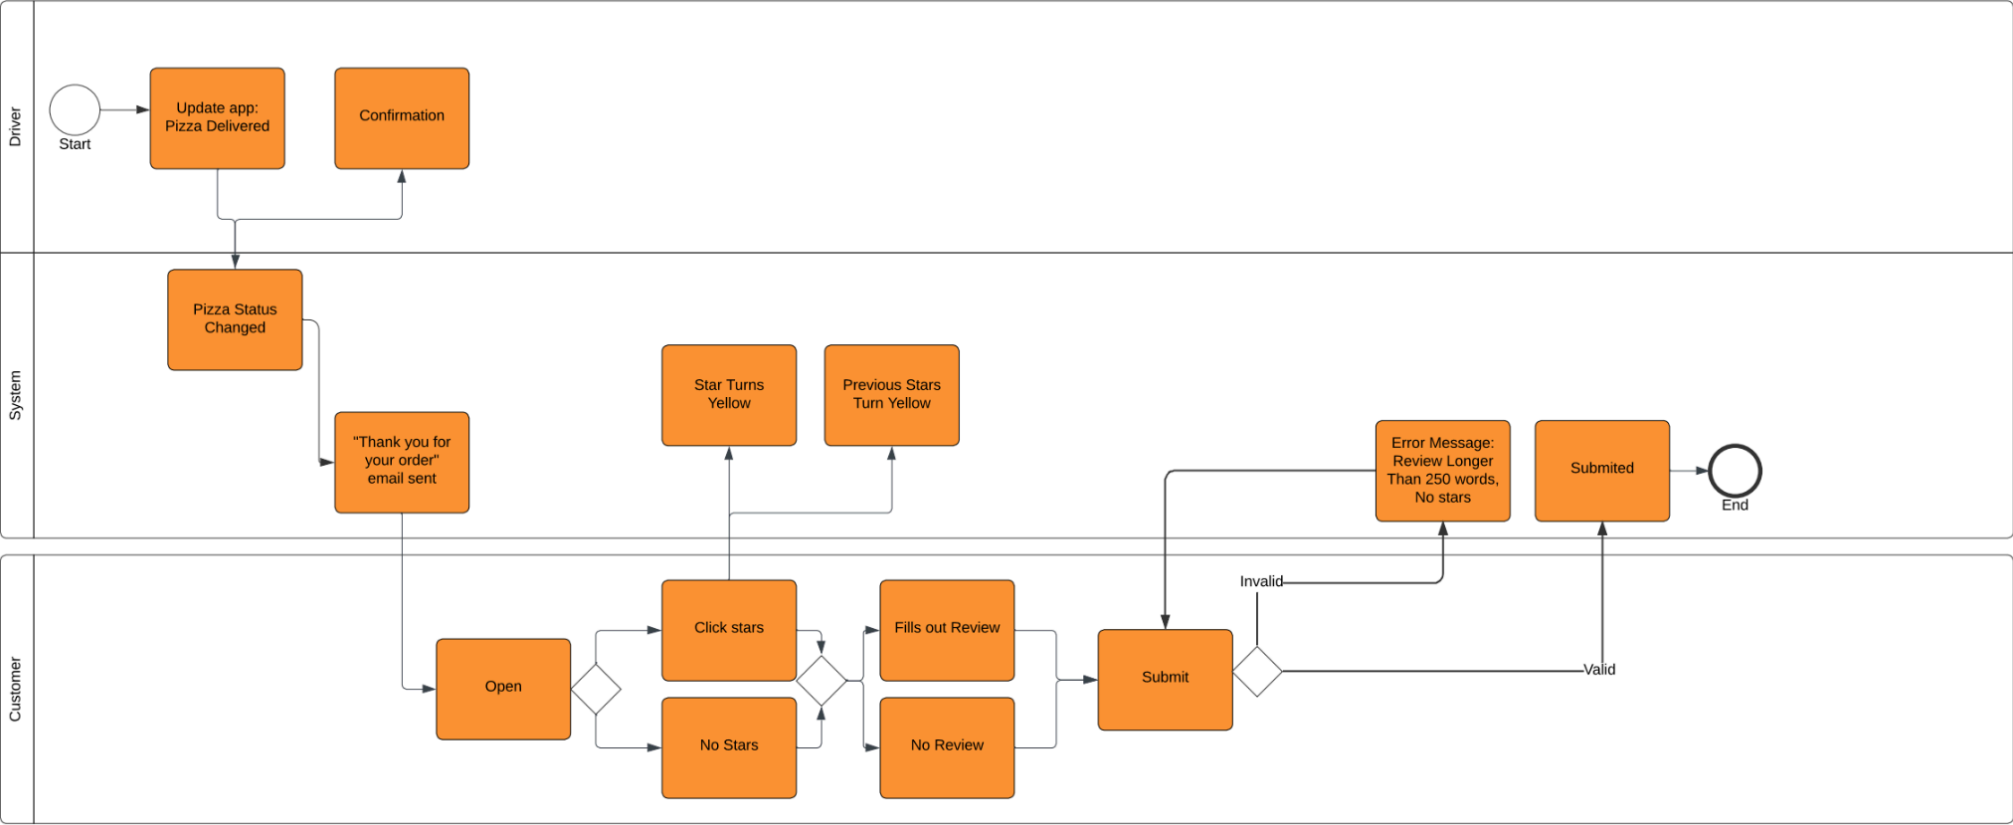 Driver
Start
Update app:
Pizza Delivered
Confirmation
System
Pizza Status
Changed
"Thank you for
your order"
email sent
Star Turns
Yellow
Previous Stars
Turn Yellow
Error Message:
Review Longer
Than 250 words,
No stars
Submited
End
Customer
Open
Click stars
No Stars
Fills out Review
No Review
Submit
Invalid
Valid